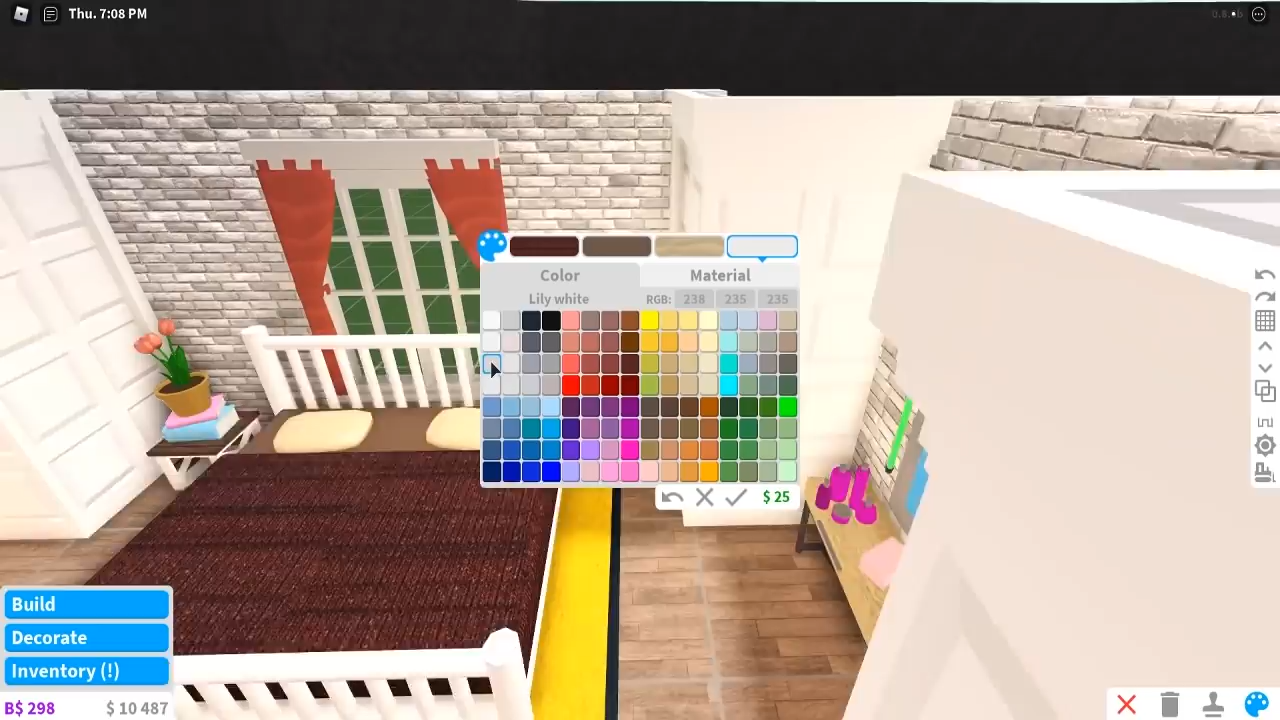 Thu. 7:08 PM
Color
Material
Lily white
RGB: 238 235 235
$ 25
Build
Decorate
Inventory (!)
B$ 298
$ 10 487